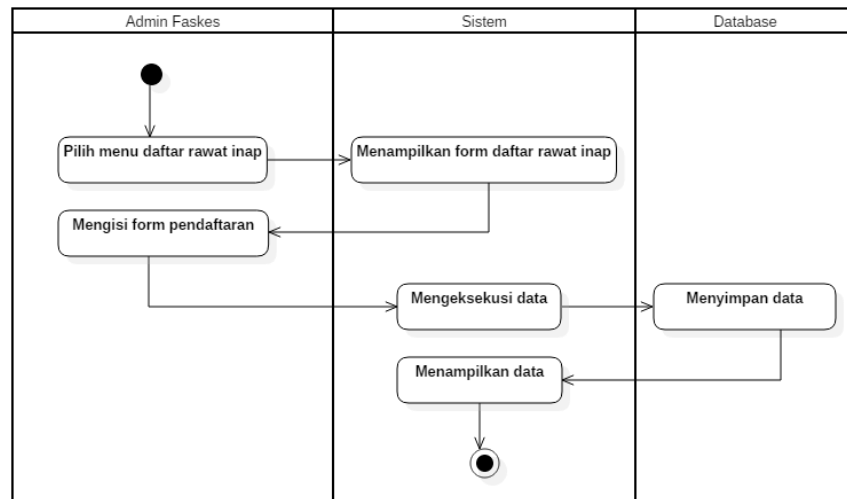 Admin Faskes
Sistem
Database
Pilih menu daftar rawat inap
Menampilkan form daftar rawat inap
Mengisi form pendaftaran
Mengeksekusi data
Menyimpan data
Menampilkan data